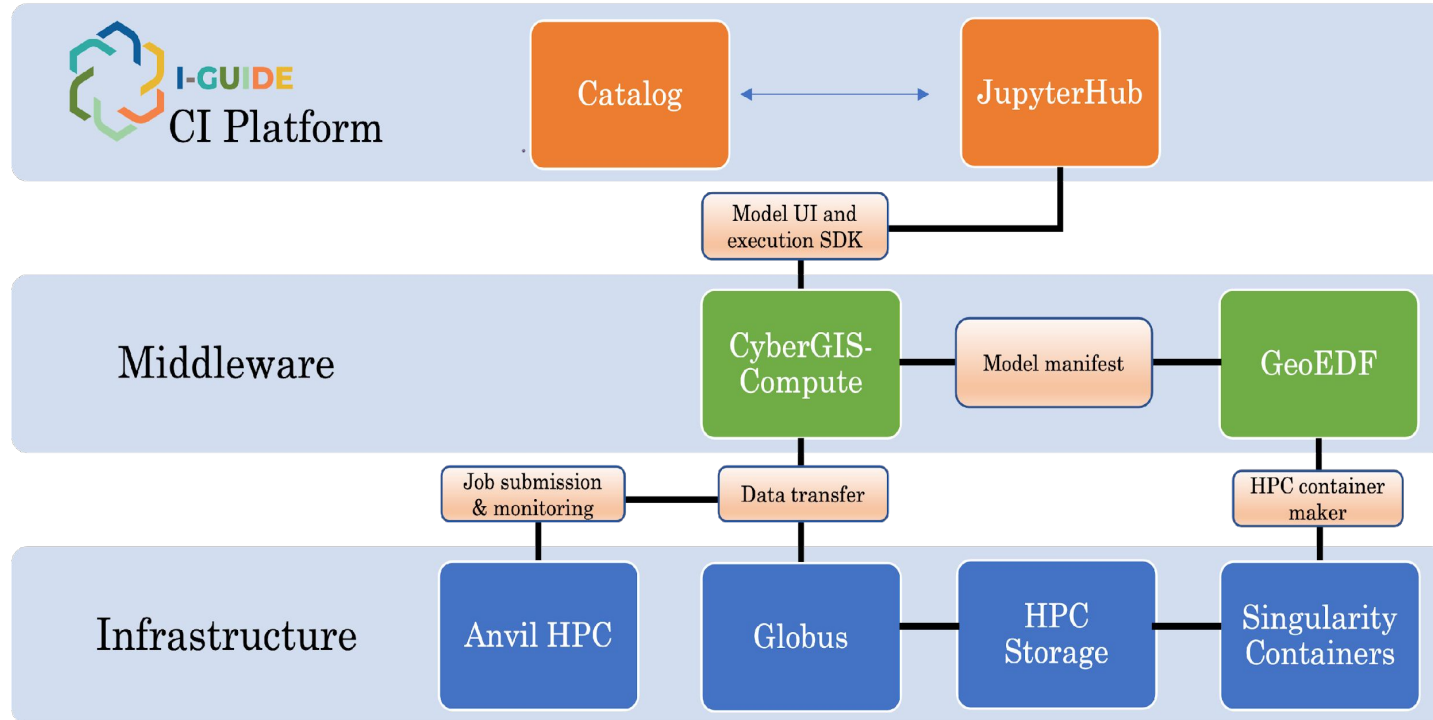 I-GUIDE
CI Platform
Catalog
JupyterHub
Model UI and
execution SDK
Middleware
CyberGIS-
Compute
Model manifest
GeoEDF
Job submission
& monitoring
Data transfer
HPC container
maker
Infrastructure
Anvil HPC
Globus
HPC
Storage
Singularity
Containers